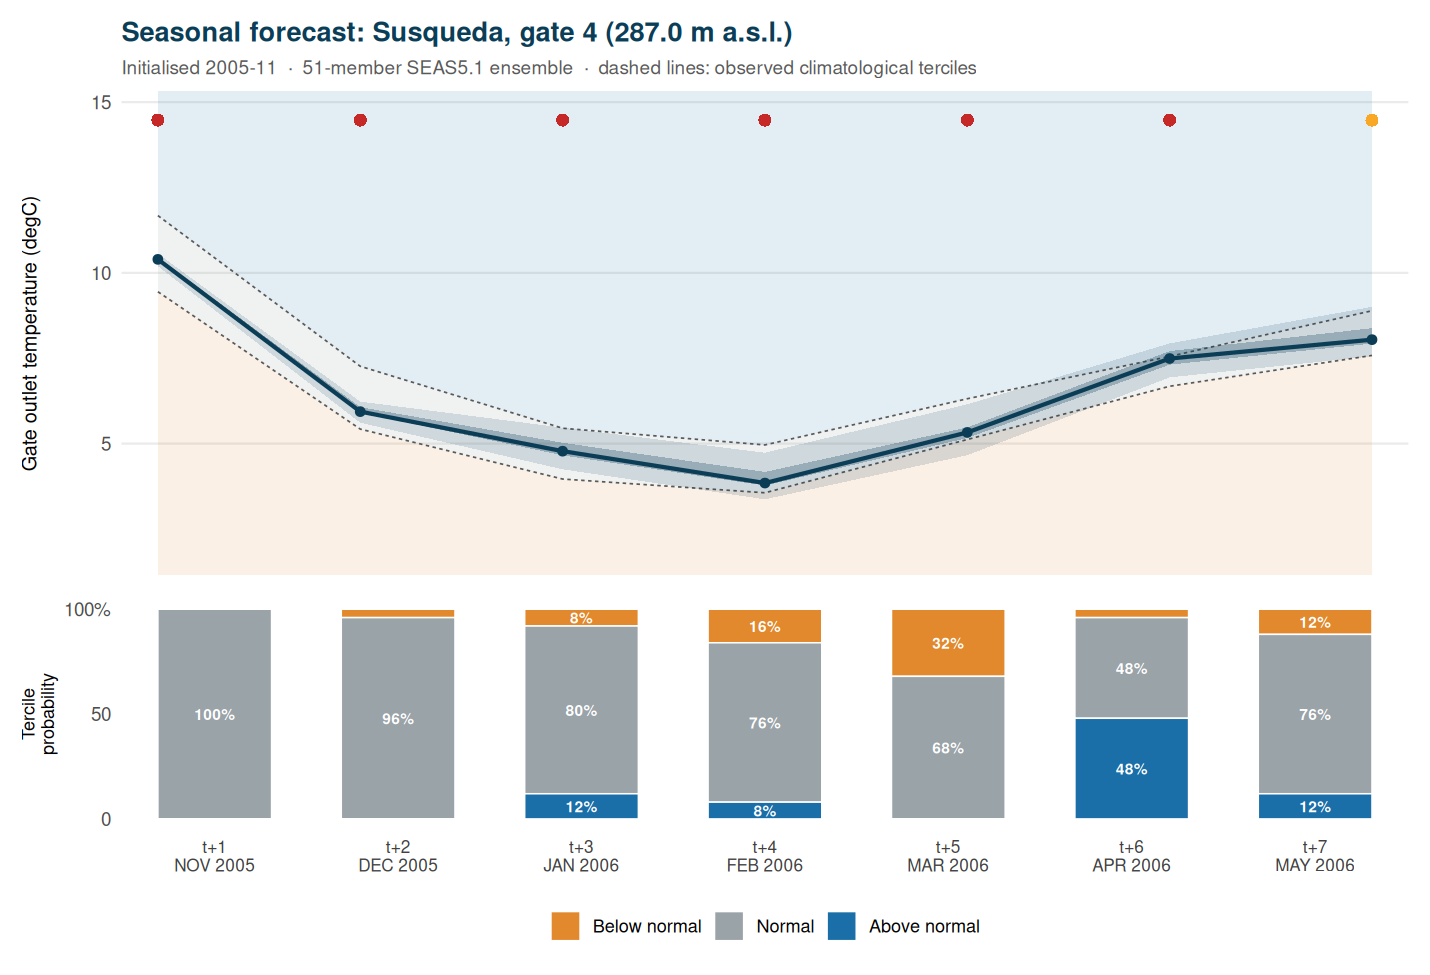 Seasonal forecast: Susqueda, gate 4 (287.0 m a.s.l.)
Initialised 2005-11 · 51-member SEAS5.1 ensemble · dashed lines: observed climatological terciles
15
10
5
Gate outlet temperature (degC)
100%
50
0
Tercile
probability
100%
96%
8%
80%
12%
16%
76%
8%
32%
68%
48%
48%
12%
76%
12%
t+1
NOV 2005
t+2
DEC 2005
t+3
JAN 2006
t+4
FEB 2006
t+5
MAR 2006
t+6
APR 2006
t+7
MAY 2006
Below normal
Normal
Above normal